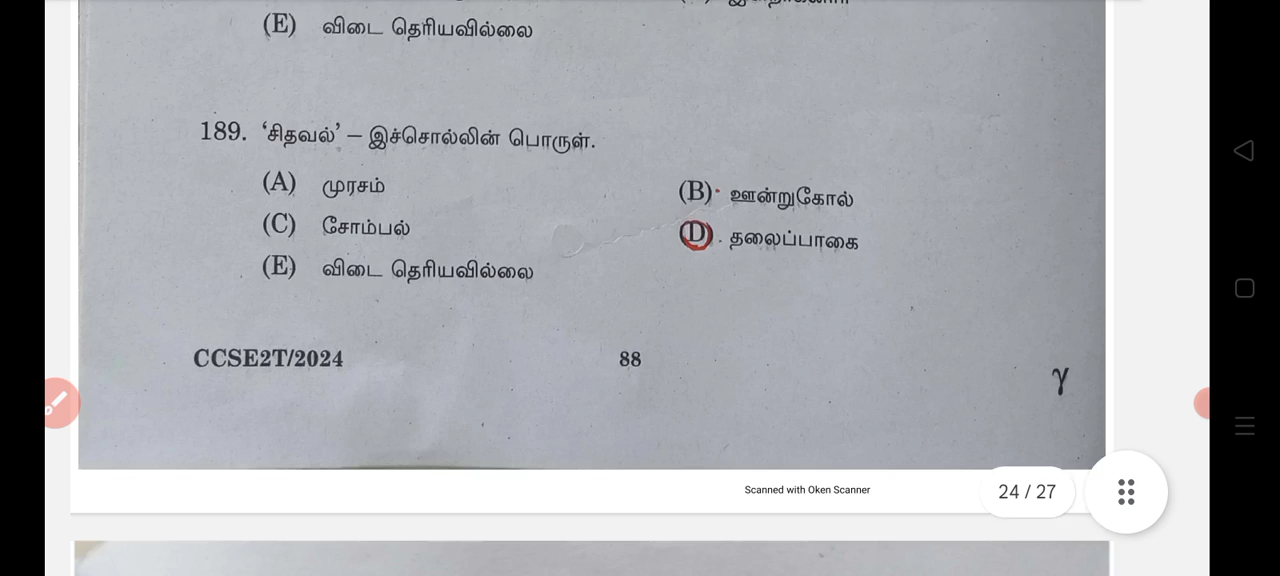 (E) விடை தெரியவில்லை
189. ‘சிதவல்’ – இச்சொல்லின் பொருள்.
(A) முரசம் (B) ஊன்றுகோல்
(C) சோம்பல் (D) தலைப்பாகை
(E) விடை தெரியவில்லை
CCSE2T/2024 88
γ
Scanned with Oken Scanner
24 / 27